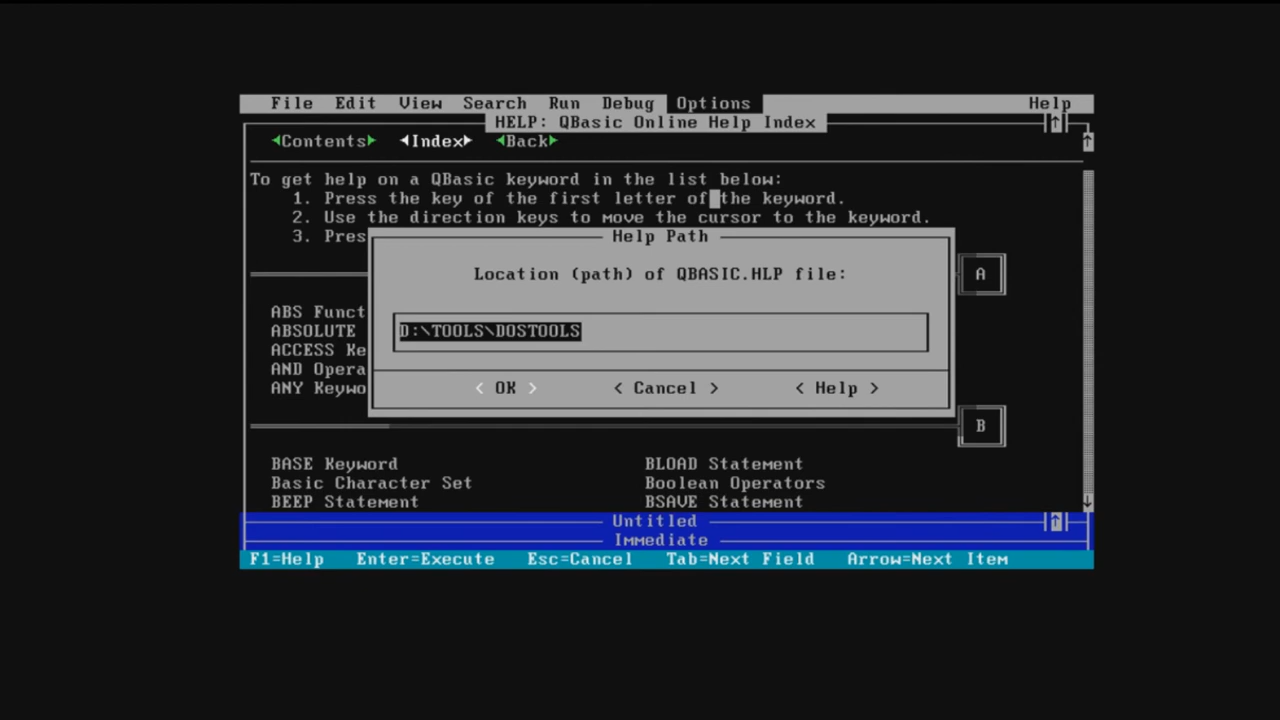 File Edit View Search Run Debug Options Help
HELP: QBasic Online Help Index
◄Contents► ◄Index► ◄Back►
To get help on a QBasic keyword in the list below:
1. Press the key of the first letter of the keyword.
2. Use the direction keys to move the cursor to the keyword.
3. Pres
Help Path
Location (path) of QBASIC.HLP file:
A
ABS Funct
D:\TOOLS\DOSTOOLS
ABSOLUTE
ACCESS Ke
AND Opera
ANY Keywo
< OK > < Cancel > < Help >
B
BASE Keyword BLOAD Statement
Basic Character Set Boolean Operators
BEEP Statement BSAVE Statement
Untitled
Immediate
F1=Help Enter=Execute Esc=Cancel Tab=Next Field Arrow=Next Item